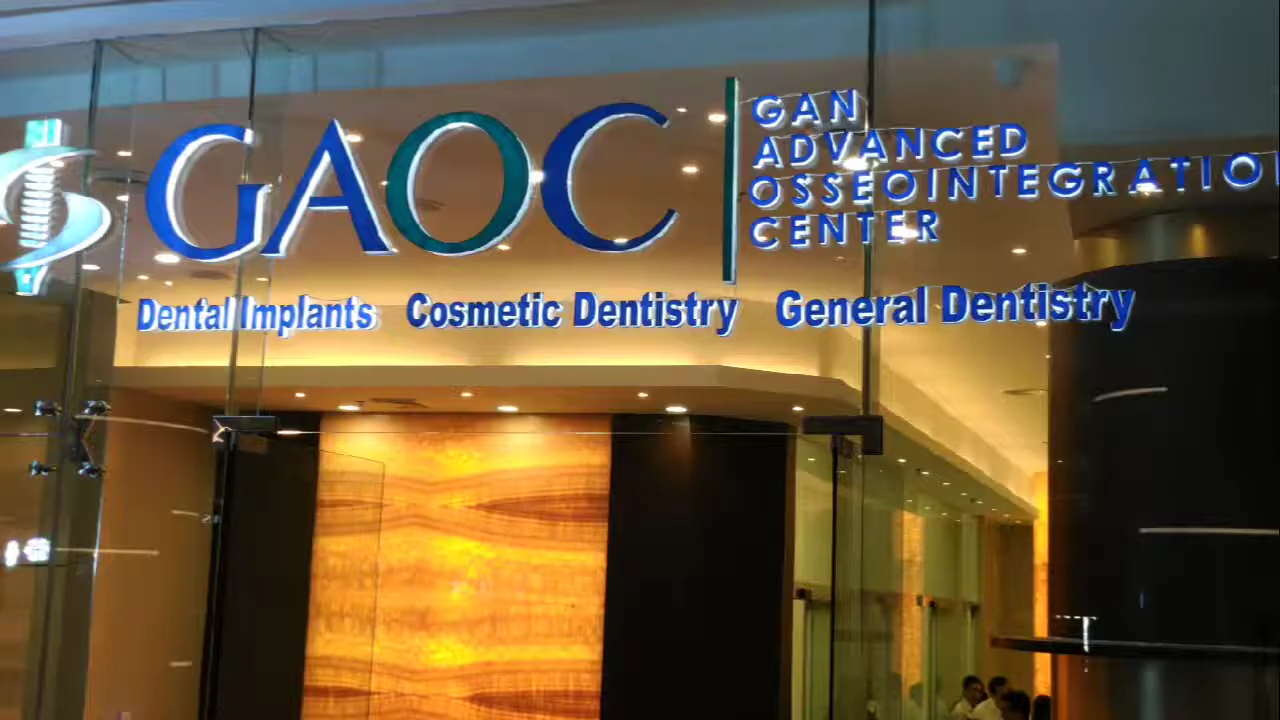 GAOC
GAN
ADVANCED
OSSEOINTEGRATIO
CENTER
Dental Implants Cosmetic Dentistry General Dentistry